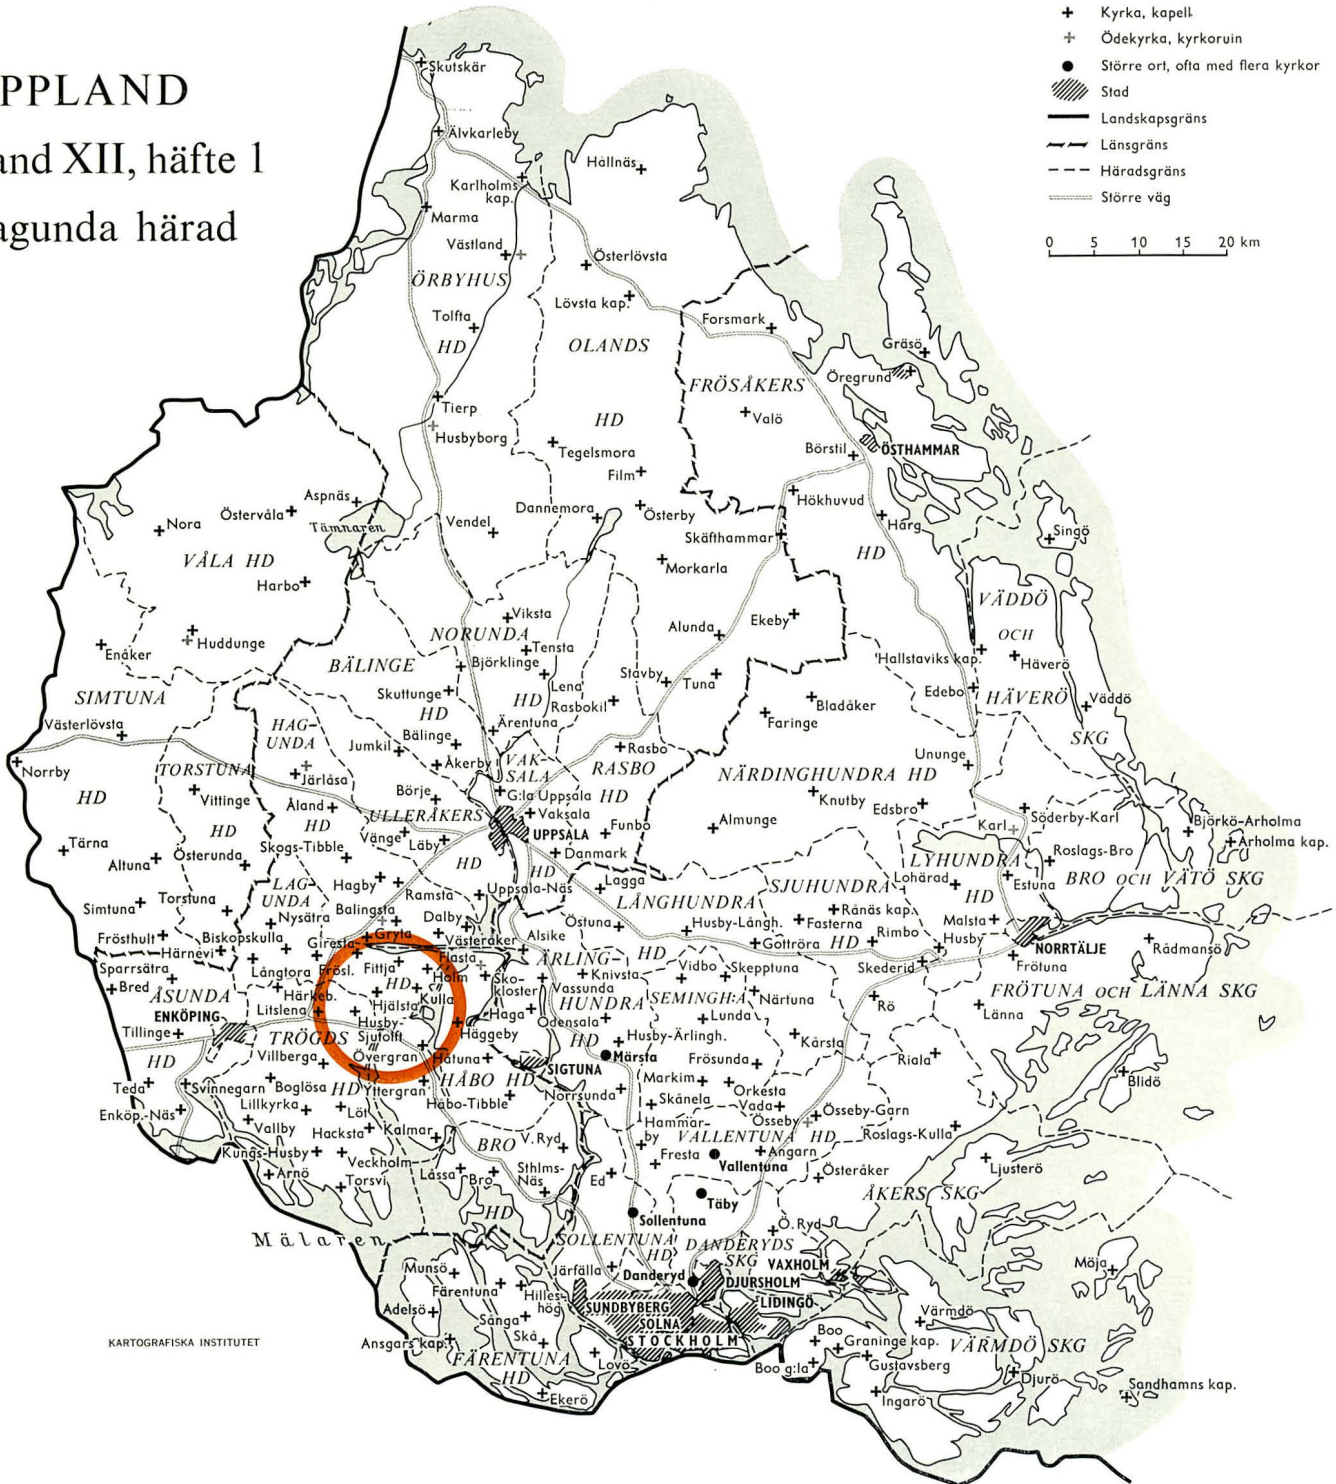 PPLAND
and XII, häfte 1
agunda härad
Kyrka, kapell
Ödekyrka, kyrkoruin
Större ort, ofta med flera kyrkor
Stad
Landskapsgräns
Länsgräns
Häradsgräns
Större väg
0 5 10 15 20 km
Skutskär
Älvkarleby
Hållnäs
Karlholms
kap.
Marma
Västland
Österlövsta
ÖRBYHUS
Lövsta kap.
Tolfta
HD
Forsmark
OLANDS
Gräsö
FRÖSÅKERS
Öregrund
Tierp
HD
Valö
Husbyborg
Tegelsmora
Börstil
ÖSTHAMMAR
Film
Aspnäs
Hökhuvud
Östervåla
Dannemora
Österby
Nora
Tämnaren
Vendel
Harg
Skäfthammar
Singö
VÅLA HD
HD
Morkarla
Harbo
VÄDDÖ
Viksta
Ekeby
Alunda
OCH
Huddunge
NORUNDA
Tensta
Enåker
BÄLINGE
Björklinge
Hallstaviks kap.
Häverö
Skuttunge
Lena
Stavby
Tuna
Edebo
HÄVERÖ
SIMTUNA
HD
HD
Rasbokil
Bladåker
Väddö
Västerlövsta
HAG-
UNDA
Ärentuna
Faringe
Jumkil
Bälinge
SKG
Rasbo
Norrby
TORSTUNA
Järlåsa
Åkerby
VAK-
SALA
RASBO
NÄRDINGHUNDRA HD
Ununge
HD
Vittinge
Börje
G:la Uppsala
HD
Knutby
Edsbro
Åland
ULLERÅKERS
Vaksala
Söderby-Karl
Björkö-Arholma
HD
HD
UPPSALA
Funbo
Almunge
Karl
Arholma kap.
Tärna
Vänge
Läby
Skogs-Tibble
Danmark
Roslags-Bro
Altuna
Österunda
HD
HD
LYHUNDRA
Hagby
Lagga
Lohärad
Estuna
BRO OCH VÄTÖ SKG
LAG-
UNDA
Ramsta
Uppsala-Näs
LÅNGHUNDRA
SJUHUNDRA
HD
Simtuna
Torstuna
Balingsta
Nysätra
Dalby
Östuna
Husby-Långh.
Rånäs kap.
Malsta
Fasterna
Frösthult
Biskopskulla
Giresta
Gryta
Västeråker
Alsike
Gottröra
HD
Rimbo
Husby
NORRTÄLJE
Rådmansö
Härnevi
Flasta
ÄRLING-
HD
Sparrsätra
Långtora
Frösl.
Fittja
Holm
Sko-
kloster
Knivsta
Vidbo
Skepptuna
Skederid
Frötuna
Bred
ÅSUNDA
Härkeb.
HD
Kulla
Vassunda
HUNDRA
SEMINGH:A
Närtuna
Rö
FRÖTUNA OCH LÄNNA SKG
ENKÖPING
Litslena
Hjälsta
Haga
Odensala
Lunda
Länna
Tillinge
TRÖGDS
Husby-
Sjutolft
Häggeby
HD
Husby-Ärlingh.
Kårsta
HD
Villberga
Övergran
Håtuna
SIGTUNA
Märsta
Frösunda
Riala
Teda
Svinnegarn
Boglösa
HD
Yttergran
HÅBO HD
Norrsunda
Markim
Orkesta
Blidö
Enköp.-Näs
Lillkyrka
Löt
Håbo-Tibble
Skånela
Vada
Össeby-Garn
Vallby
Hacksta
Kalmar
Hammar-
by
Össeby
Roslags-Kulla
Kungs-Husby
BRO
V.Ryd
VALLENTUNA HD
Fresta
Vallentuna
Angarn
Arnö
Veckholm
Torsvi
Låssa
Bro
Sthlms-
Näs
Ed
Österåker
Ljusterö
Täby
ÅKERS SKG
HD
Sollentuna
Ö.Ryd
Mälaren
SOLLENTUNA
HD
DANDERYDS
SKG
VAXHOLM
Munsö
Järfälla
Danderyd
DJURSHOLM
Möja
Färentuna
Hilles-
hög
SUNDBYBERG
LIDINGÖ
Adelsö
Sånga
SOLNA
Värmdö
Ansgars kap.
Skå
STOCKHOLM
Boo
Graninge kap.
VÄRMDÖ SKG
FÄRENTUNA
HD
Lovö
Boo g:la
Gustavsberg
Djurö
Ekerö
Ingarö
Sandhamns kap.
KARTOGRAFISKA INSTITUTET